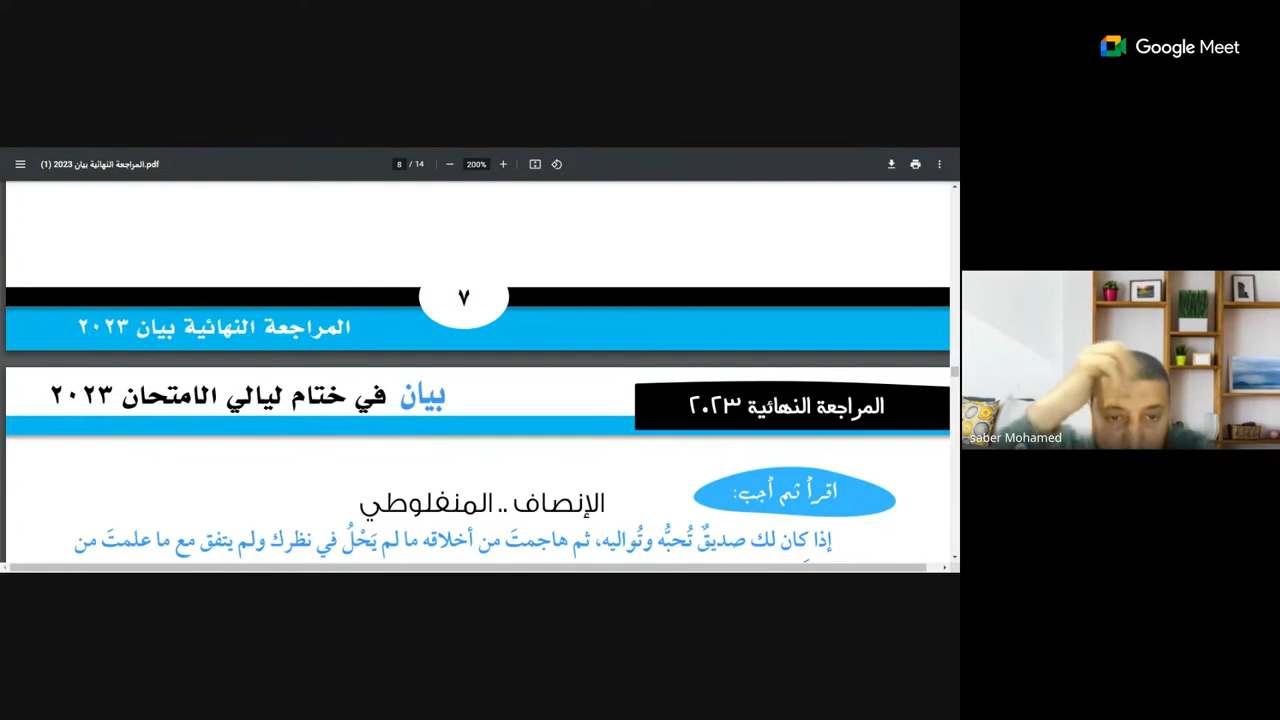 Google Meet
المراجعة النهائية بيان 2023 (1).pdf
8 / 14
200%
٧
المراجعة النهائية بيان ٢٠٢٣
المراجعة النهائية ٢٠٢٣
بيان في ختام ليالي الامتحان ٢٠٢٣
اقرأ ثم أجب:
الإنصاف .. المنفلوطي
إذا كان لك صديقٌ تُحبُّه وتُواليه، ثم هاجمتَ من أخلاقه ما لم يَحْلُ في نظرك ولم يتفق مع ما علمتَ من
saber Mohamed